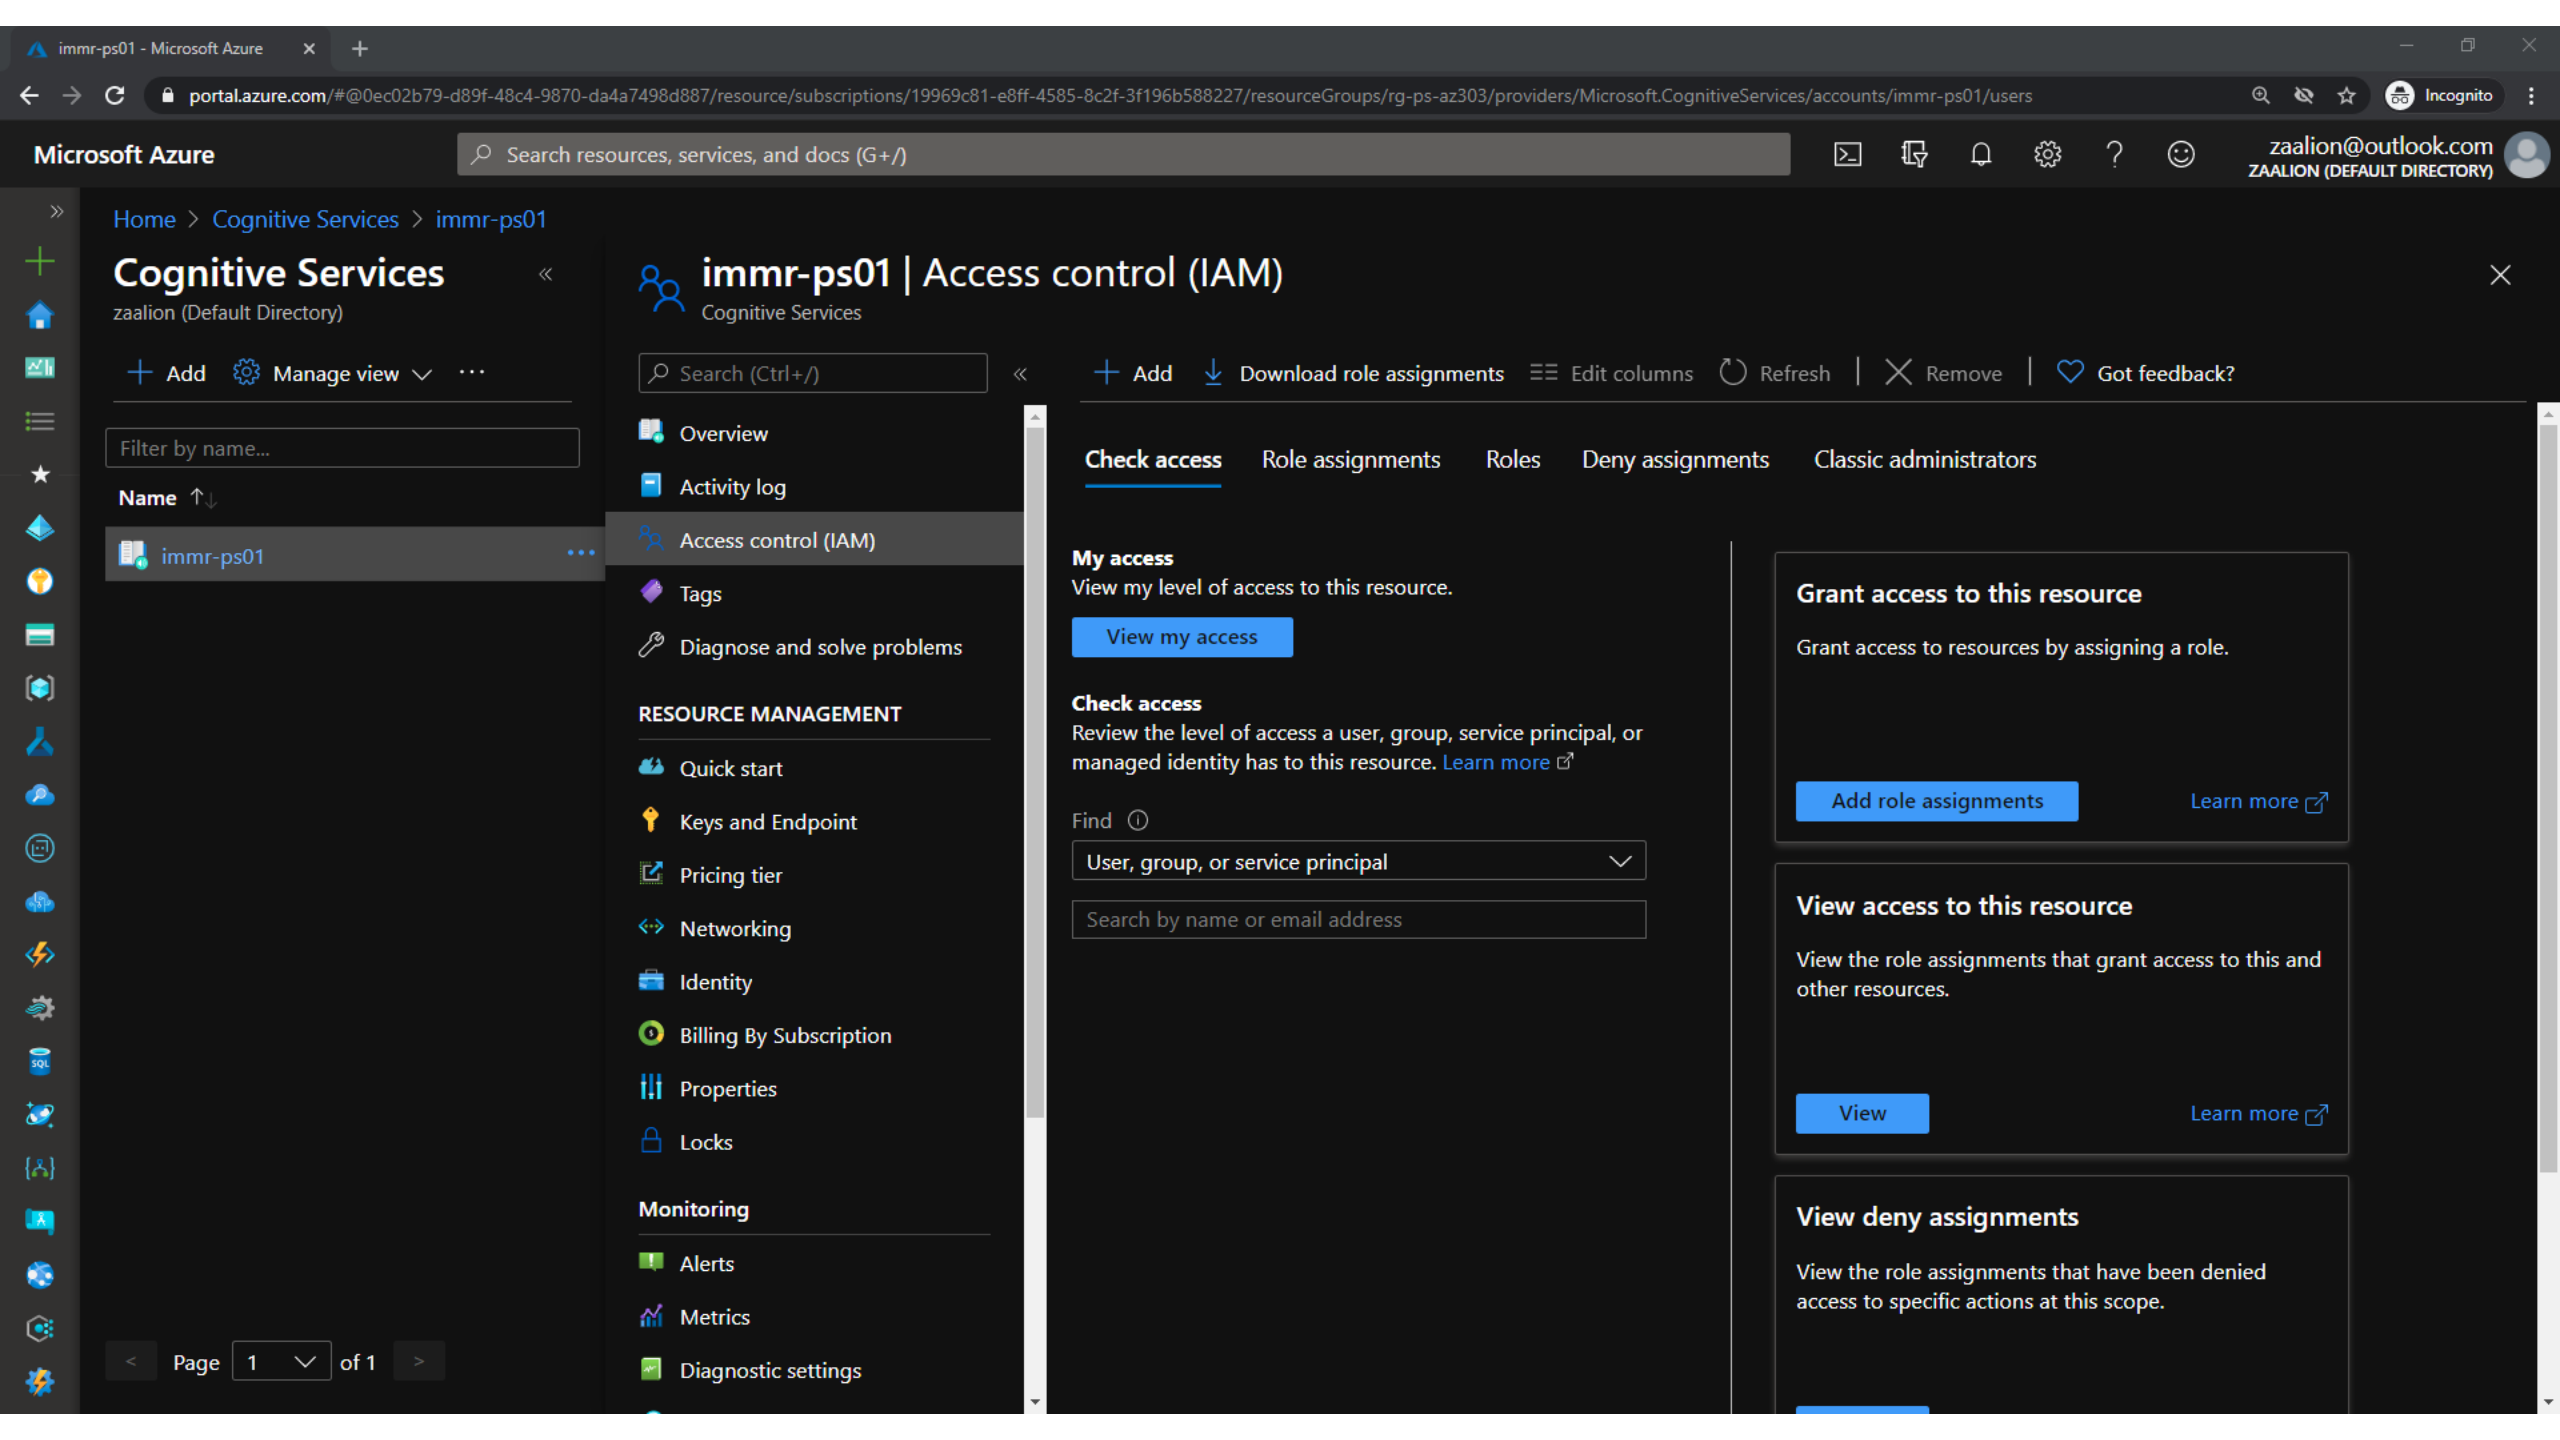 immr-ps01 - Microsoft Azure
portal.azure.com/#@0ec02b79-d89f-48c4-9870-da4a7498d887/resource/subscriptions/19969c81-e8ff-4585-8c2f-3f196b588227/resourceGroups/rg-ps-az303/providers/Microsoft.CognitiveServices/accounts/immr-ps01/users
Incognito
Microsoft Azure
Search resources, services, and docs (G+/)
zaalion@outlook.com
ZAALION (DEFAULT DIRECTORY)
Home > Cognitive Services > immr-ps01
Cognitive Services
zaalion (Default Directory)
Add
Manage view
Filter by name...
Name
immr-ps01
Page 1 of 1
immr-ps01 | Access control (IAM)
Cognitive Services
Search (Ctrl+/)
Overview
Activity log
Access control (IAM)
Tags
Diagnose and solve problems
RESOURCE MANAGEMENT
Quick start
Keys and Endpoint
Pricing tier
Networking
Identity
Billing By Subscription
Properties
Locks
Monitoring
Alerts
Metrics
Diagnostic settings
Add
Download role assignments
Edit columns
Refresh
Remove
Got feedback?
Check access
Role assignments
Roles
Deny assignments
Classic administrators
My access
View my level of access to this resource.
View my access
Check access
Review the level of access a user, group, service principal, or
managed identity has to this resource. Learn more
Find
User, group, or service principal
Search by name or email address
Grant access to this resource
Grant access to resources by assigning a role.
Add role assignments
Learn more
View access to this resource
View the role assignments that grant access to this and
other resources.
View
Learn more
View deny assignments
View the role assignments that have been denied
access to specific actions at this scope.